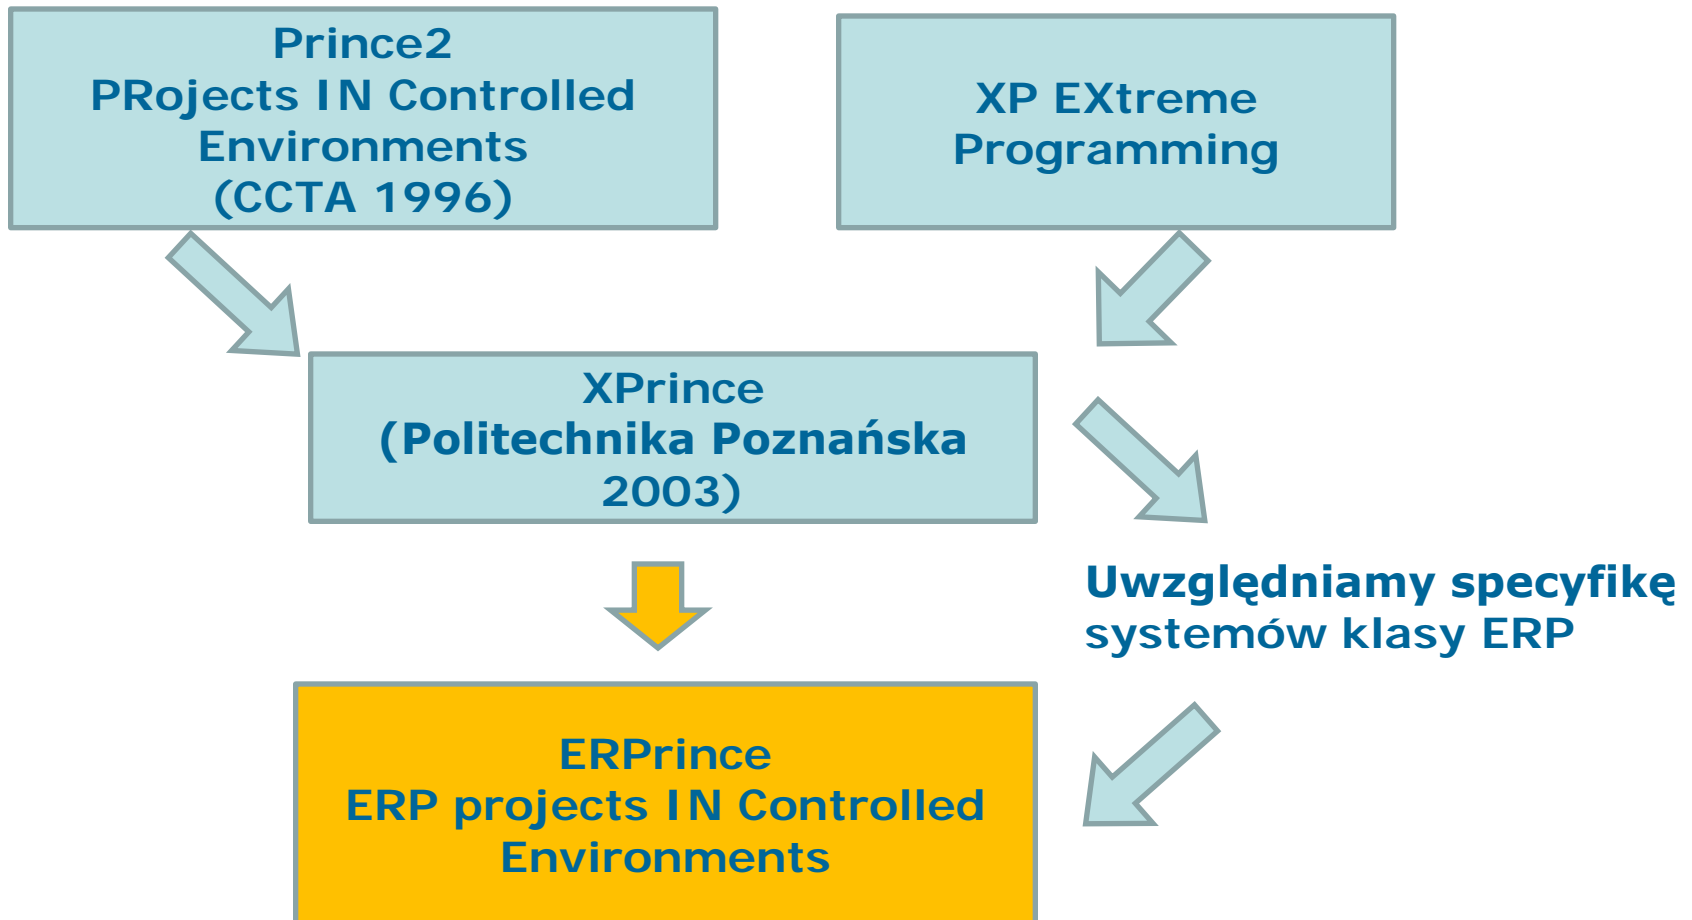 Prince2
PRojects IN Controlled
Environments
(CCTA 1996)
XP EXtreme
Programming
XPrince
(Politechnika Poznańska
2003)
Uwzględniamy specyfikę
systemów klasy ERP
ERPrince
ERP projects IN Controlled
Environments